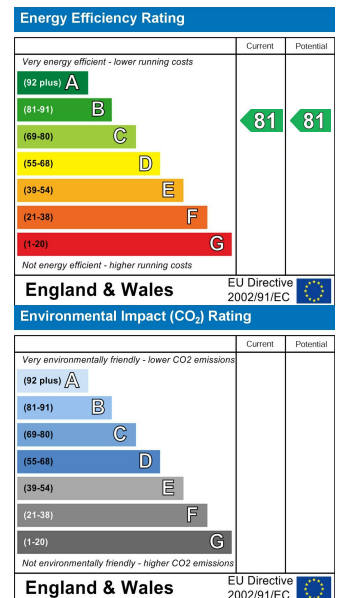 Energy Efficiency Rating
Current Potential
Very energy efficient - lower running costs
(92 plus) A
(81-91) B
81 81
(69-80) C
(55-68) D
(39-54) E
(21-38) F
(1-20) G
Not energy efficient - higher running costs
England & Wales
EU Directive
2002/91/EC
Environmental Impact (CO₂) Rating
Current Potential
Very environmentally friendly - lower CO2 emissions
(92 plus) A
(81-91) B
(69-80) C
(55-68) D
(39-54) E
(21-38) F
(1-20) G
Not environmentally friendly - higher CO2 emissions
England & Wales
EU Directive
2002/91/EC